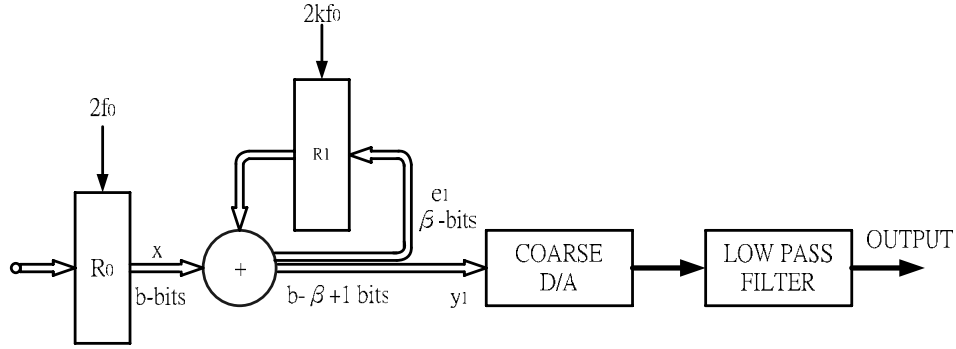 2kf0
2f0
R1
e1
β-bits
x
R0
+
b-bits
b-β+1 bits
y1
COARSE
D/A
LOW PASS
FILTER
OUTPUT